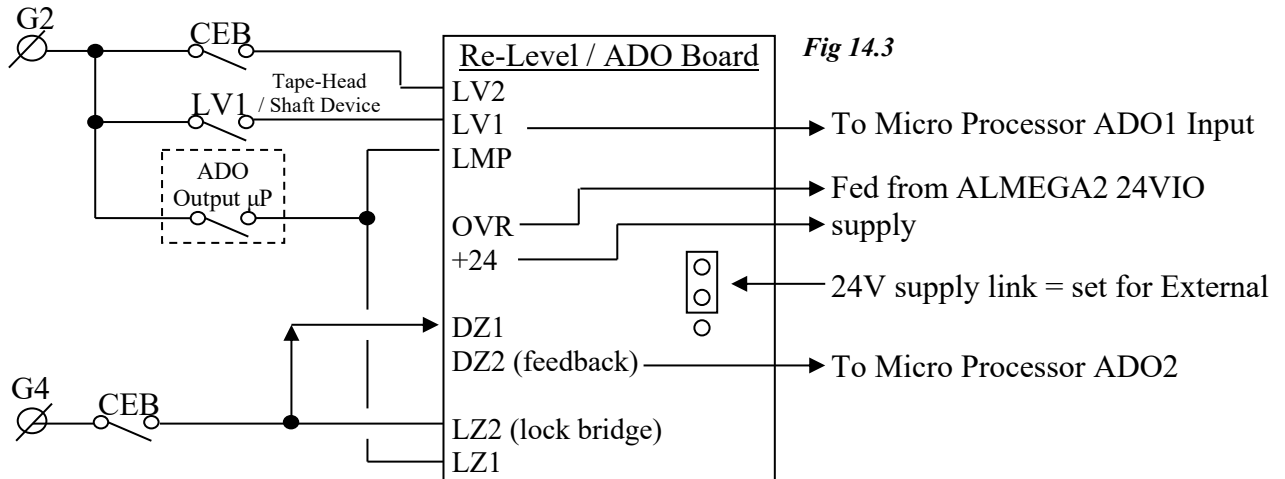 G2
CEB
Re-Level / ADO Board
Fig 14.3
Tape-Head
/ Shaft Device
LV2
LV1
LV1
To Micro Processor ADO1 Input
LMP
ADO
Output µP
Fed from ALMEGA2 24VIO
supply
OVR
+24
24V supply link = set for External
DZ1
DZ2 (feedback)
To Micro Processor ADO2
G4
CEB
LZ2 (lock bridge)
LZ1